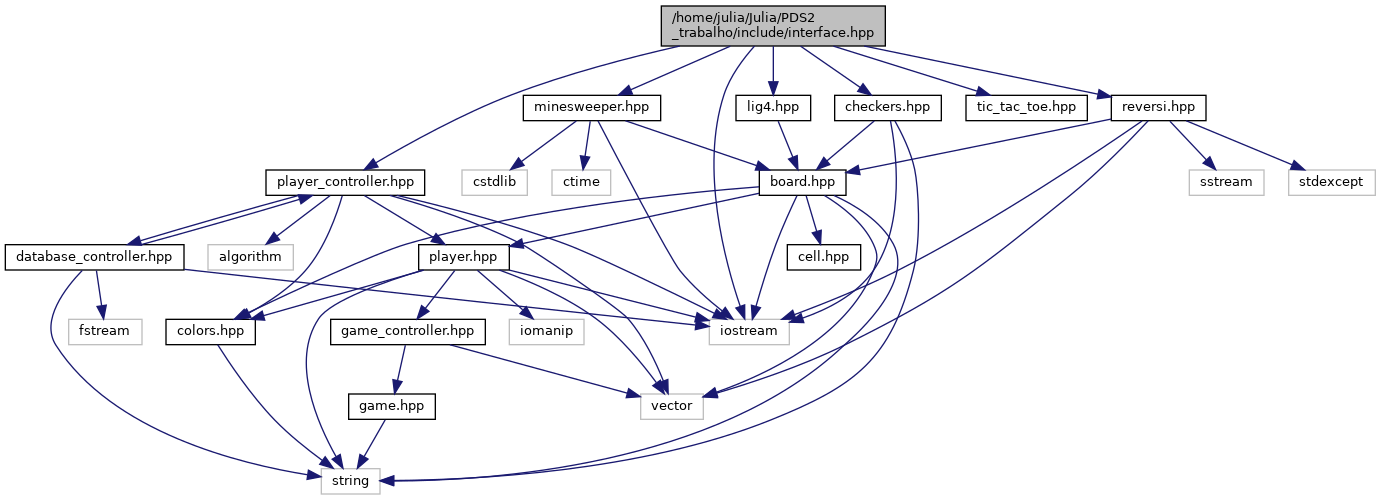 /home/julia/Julia/PDS2
_trabalho/include/interface.hpp
minesweeper.hpp
lig4.hpp
checkers.hpp
tic_tac_toe.hpp
reversi.hpp
player_controller.hpp
cstdlib
ctime
board.hpp
sstream
stdexcept
database_controller.hpp
algorithm
player.hpp
cell.hpp
fstream
colors.hpp
game_controller.hpp
iomanip
iostream
game.hpp
vector
string